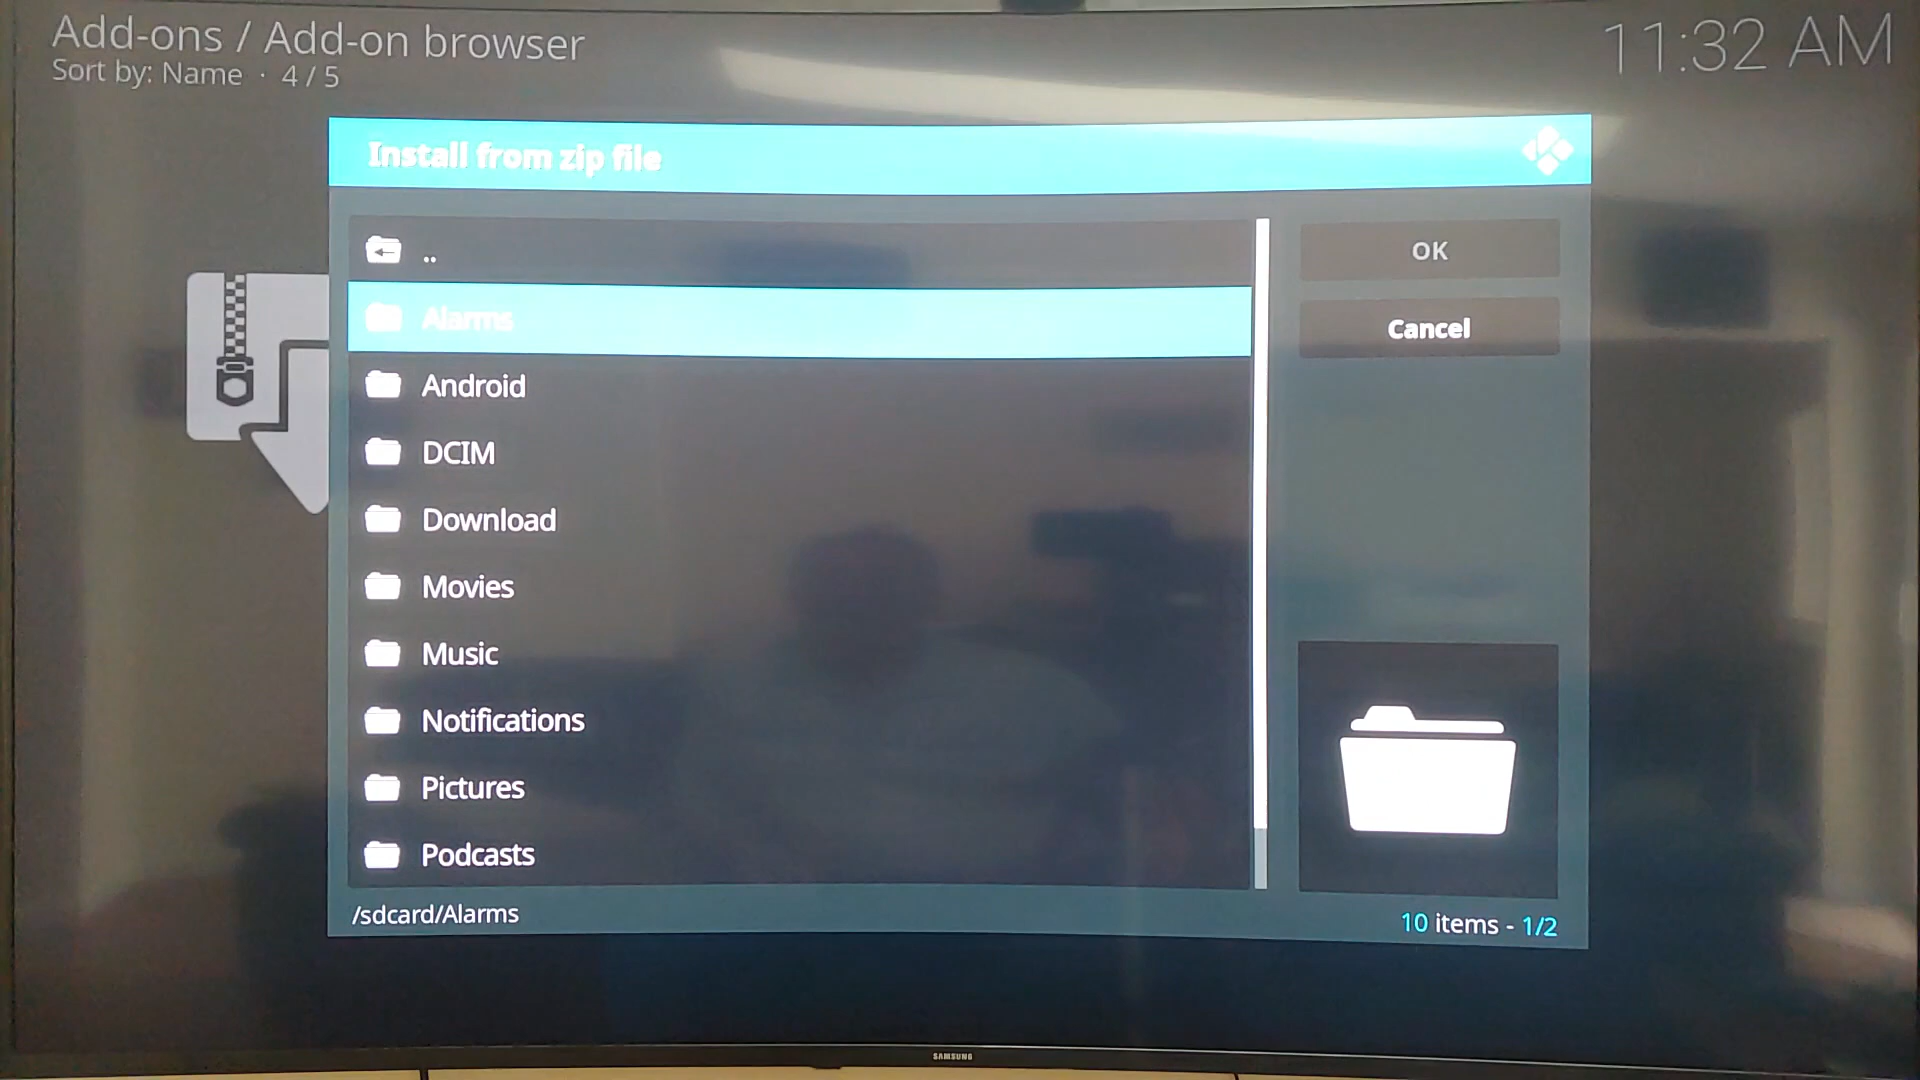 Add-ons / Add-on browser
Sort by: Name · 4 / 5
11:32 AM
Install from zip file
..
Alarms
Android
DCIM
Download
Movies
Music
Notifications
Pictures
Podcasts
OK
Cancel
/sdcard/Alarms
10 items - 1/2
SAMSUNG